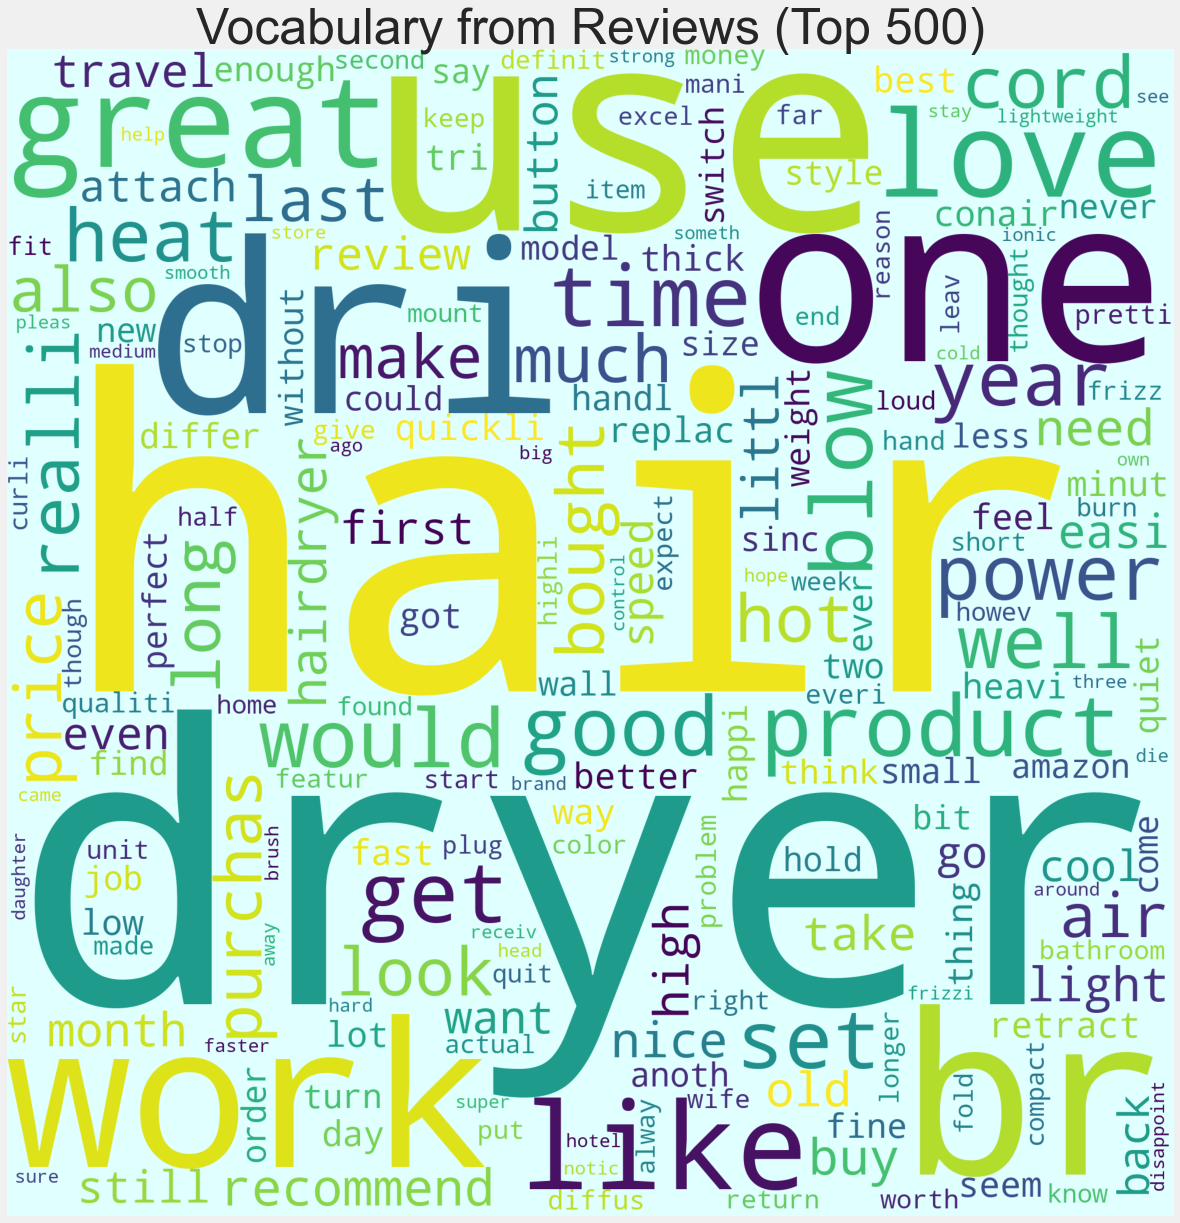 Vocabulary from Reviews (Top 500)
travel enough second say definit strong money best cord see
great use mani lightweight stay
help keep button excel switch far love
tri style
attach last item conair never
fit heat store review model someth thick reason ionic
also smooth dri time one thought pretti
pleas new without mount end leav
medium stop make much size cold year
realli could handl littl weight blow loud frizz
differ give quickli replac hand less need
ago big own
curli hair minut
half first bought speed expect feel burn easi
long hairdryer sinc short
perfect highli control hope week power
price though got hot ever howev
well quiet
qualiti home found wall two everi heavi three
even would good product
find featur start brand better happi think small amazon die
came way bit
purchas dryer
daughter unit brush fast plug color problem hold go cool come
job get around
low take air
made away receiv high thing bathroom
look head quit frizzi light
star hard right
month lot want nice set longer retract
faster actual
work order turn super anoth wife old br fold compact
day put like fine back disappoint
hotel alway
sure still recommend notic diffus return buy worth seem know